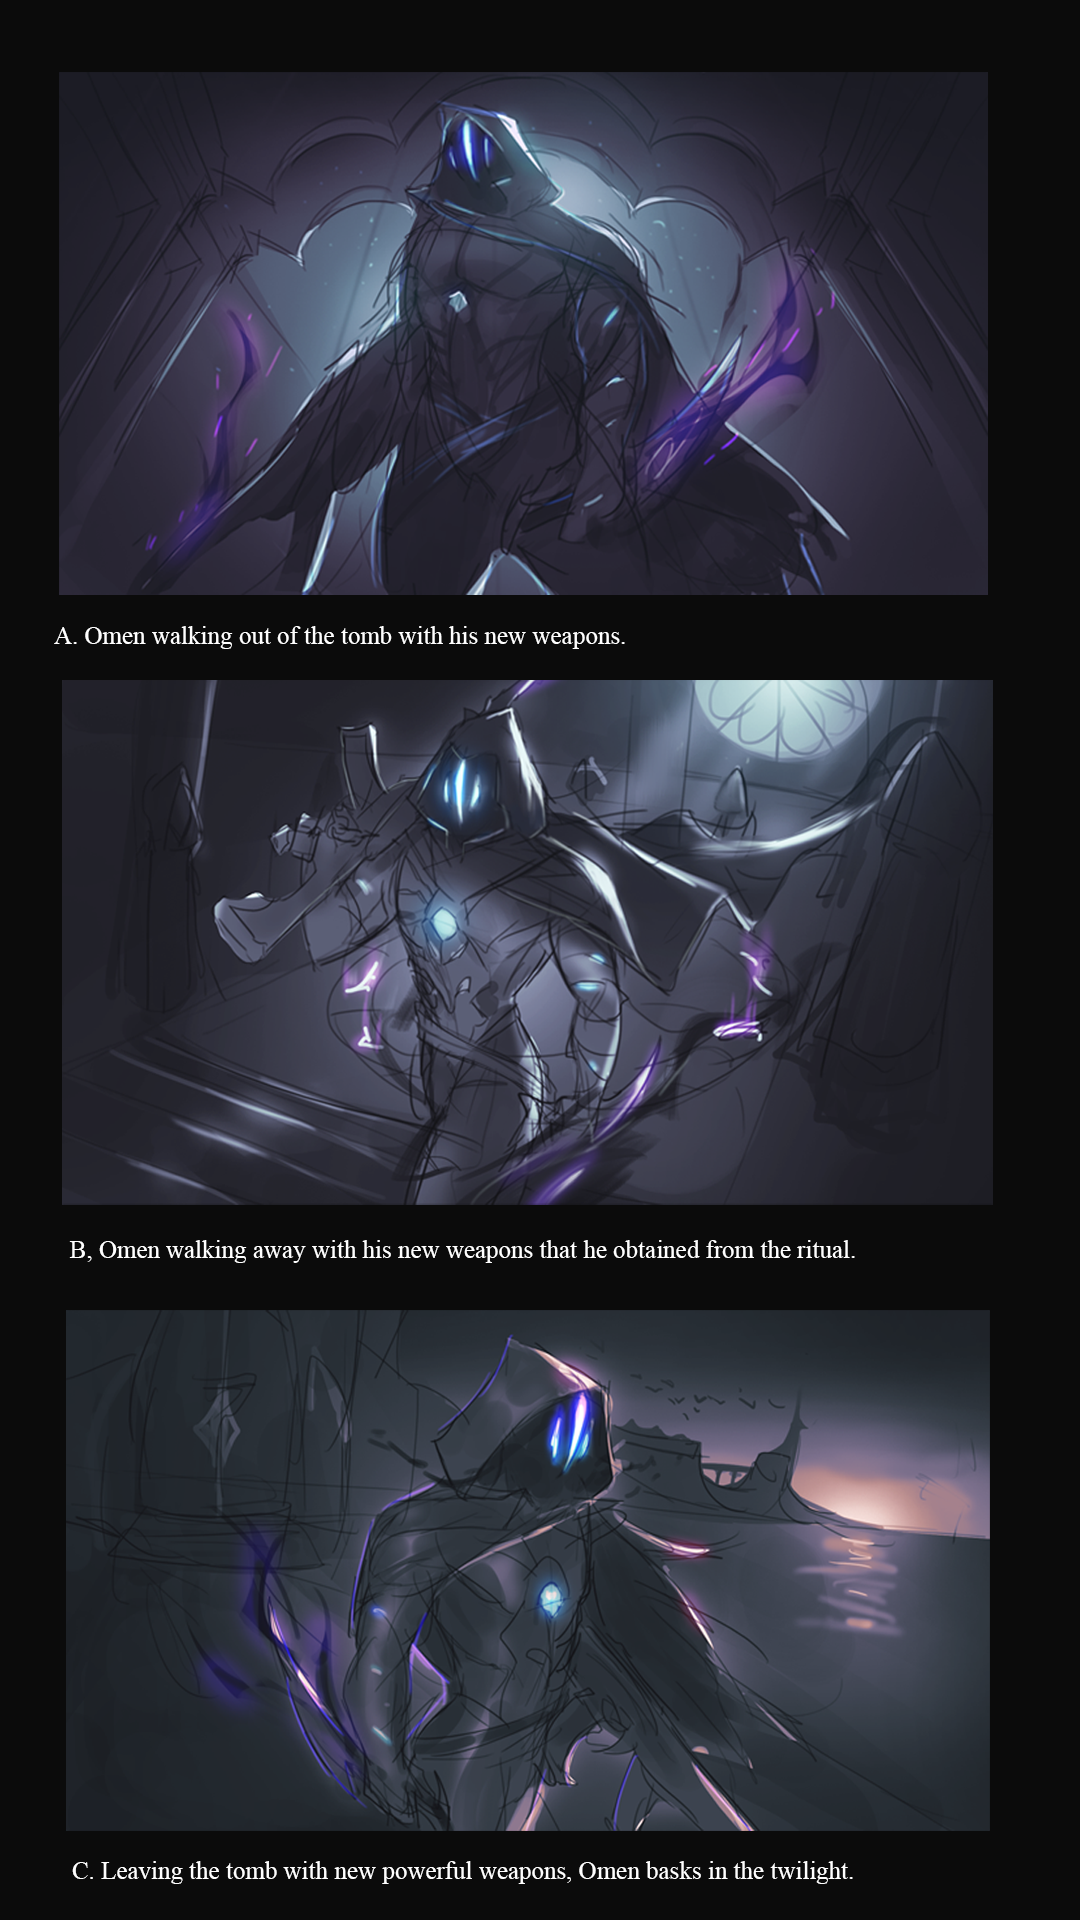 A. Omen walking out of the tomb with his new weapons.
B, Omen walking away with his new weapons that he obtained from the ritual.
C. Leaving the tomb with new powerful weapons, Omen basks in the twilight.